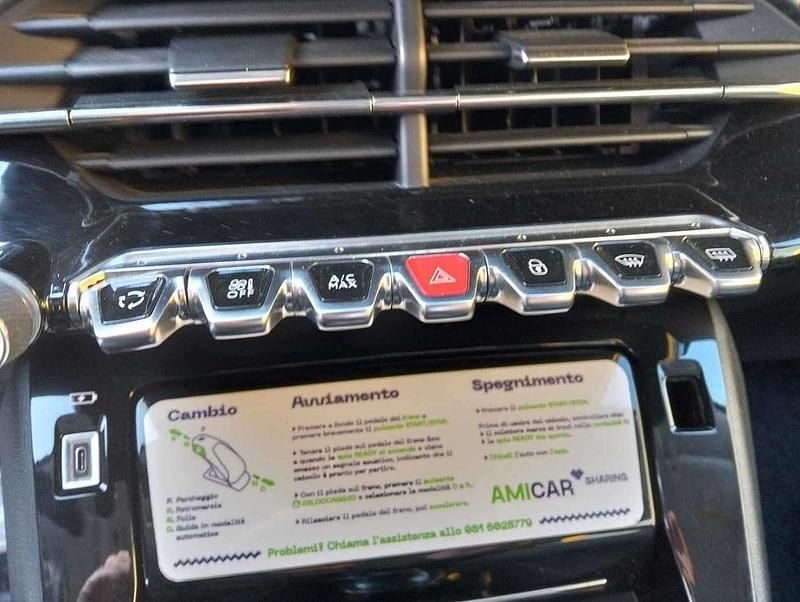 OFF
A/C
MAX
Cambio
P
N
D
P. Parcheggio
R. Retromarcia
N. Folle
D. Guida in modalità
automatica
Avviamento
Premere a fondo il pedale del freno e
premere brevemente il pulsante START/STOP.
Tenere il piede sul pedale del freno fino
a quando la spia READY si accende e viene
emesso un segnale acustico, indicante che il
veicolo è pronto per partire.
Con il piede sul freno, premere il pulsante
SBLOCCAGGIO e selezionare la modalità D o R.
Rilasciare il pedale del freno, poi accelerare.
Spegnimento
Premere il pulsante START/STOP.
Prima di uscire dal veicolo, controllare che:
il selettore marce si trovi nella modalità P;
la spia READY sia spenta.
Chiudi l'auto con l'app.
AMICAR SHARING
Problemi? Chiama l'assistenza allo 081 6028779